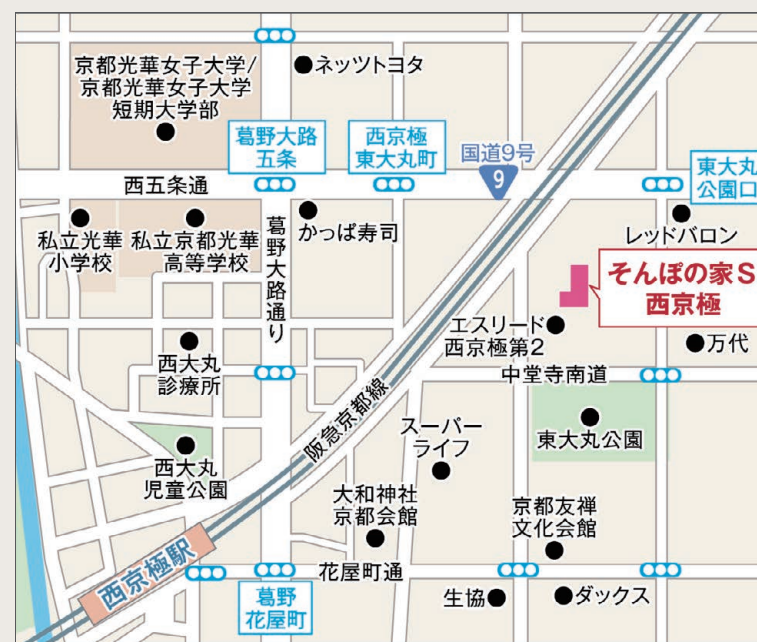 京都光華女子大学/
京都光華女子大学
短期大学部
ネッツトヨタ
葛野大路
五条
西京極
東大丸町
国道9号
9
東大丸
公園口
西五条通
私立光華
小学校
私立京都光華
高等学校
葛野大路通り
かっぱ寿司
レッドバロン
そんぽの家S
西京極
エスリード
西京極第2
万代
西大丸
診療所
中堂寺南道
阪急京都線
スーパー
ライフ
東大丸公園
西大丸
児童公園
大和神社
京都会館
京都友禅
文化会館
西京極駅
花屋町通
葛野
花屋町
生協
ダックス